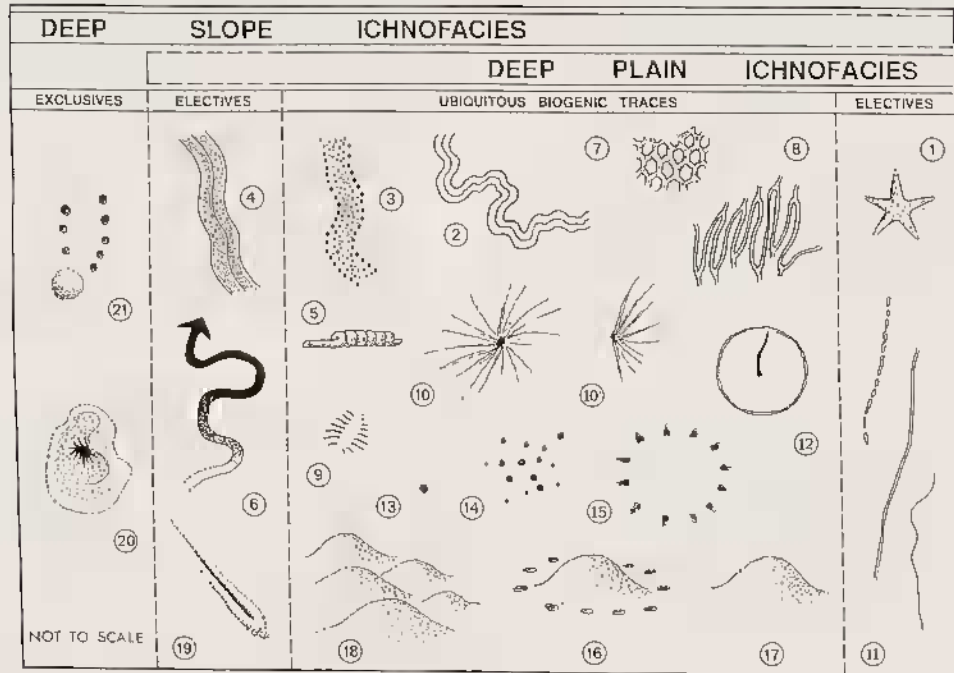 DEEP SLOPE ICHNOFACIES
DEEP PLAIN ICHNOFACIES
EXCLUSIVES ELECTIVES UBIQUITOUS BIOGENIC TRACES ELECTIVES
7 8 1
4 3
2
21 5
10 10'
12
9
6 13 14 15
20
NOT TO SCALE
19 18 16 17 11